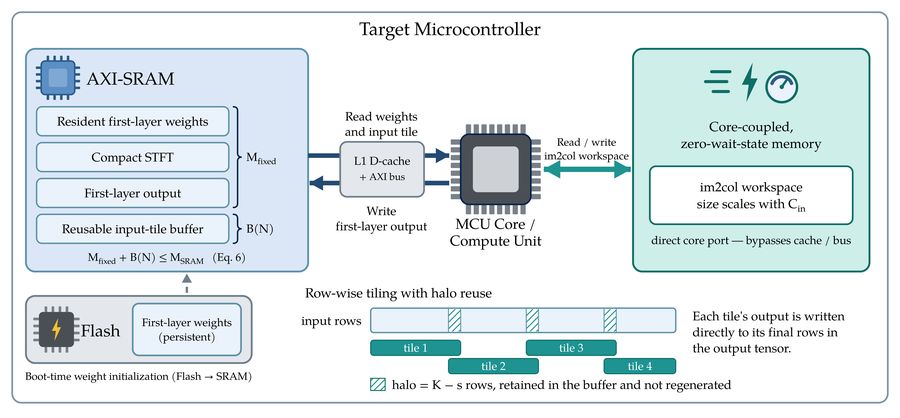 Target Microcontroller
AXI-SRAM
Resident first-layer weights
Compact STFT
First-layer output
M_fixed
Reusable input-tile buffer
B(N)
M_fixed + B(N) ≤ M_SRAM (Eq. 6)
Flash
First-layer weights
(persistent)
Boot-time weight initialization (Flash → SRAM)
Read weights
and input tile
L1 D-cache
+ AXI bus
Write
first-layer output
MCU Core /
Compute Unit
Read / write
im2col workspace
Core-coupled,
zero-wait-state memory
im2col workspace
size scales with C_in
direct core port — bypasses cache / bus
Row-wise tiling with halo reuse
input rows
tile 1
tile 2
tile 3
tile 4
halo = K − s rows, retained in the buffer and not regenerated
Each tile's output is written
directly to its final rows in
the output tensor.